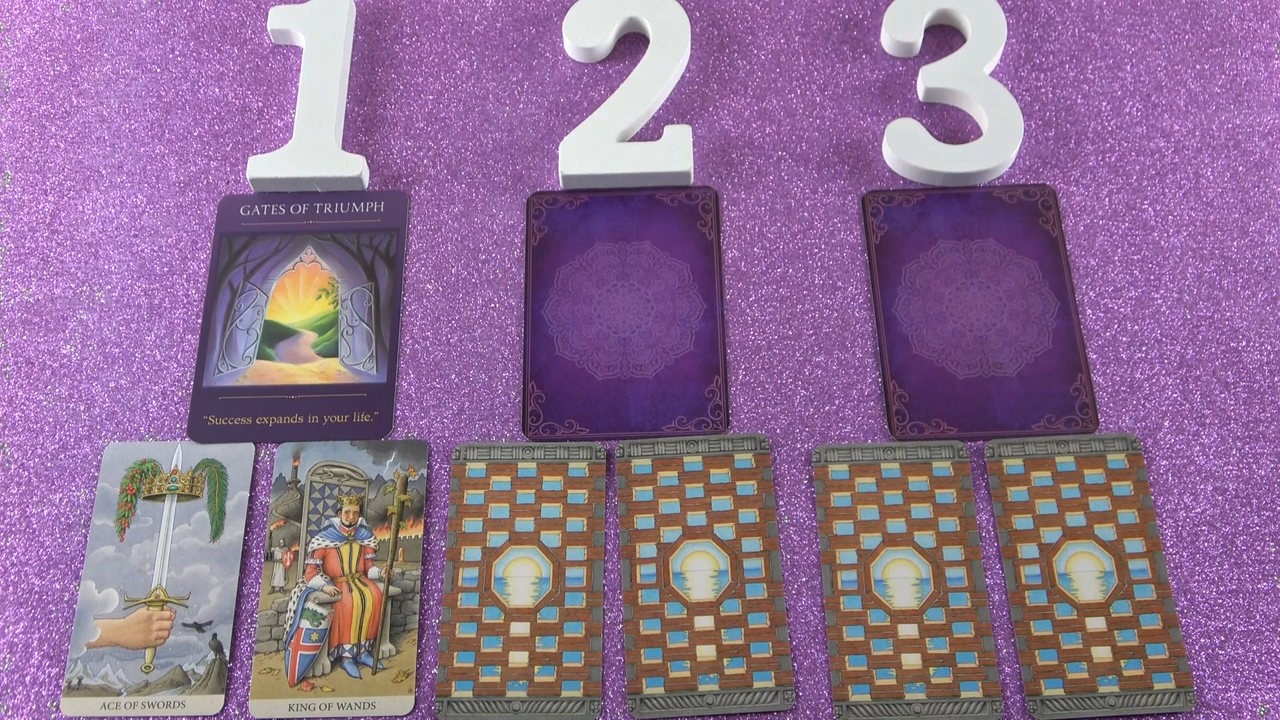 1
2
3
GATES OF TRIUMPH
"Success expands in your life."
ACE OF SWORDS
KING OF WANDS